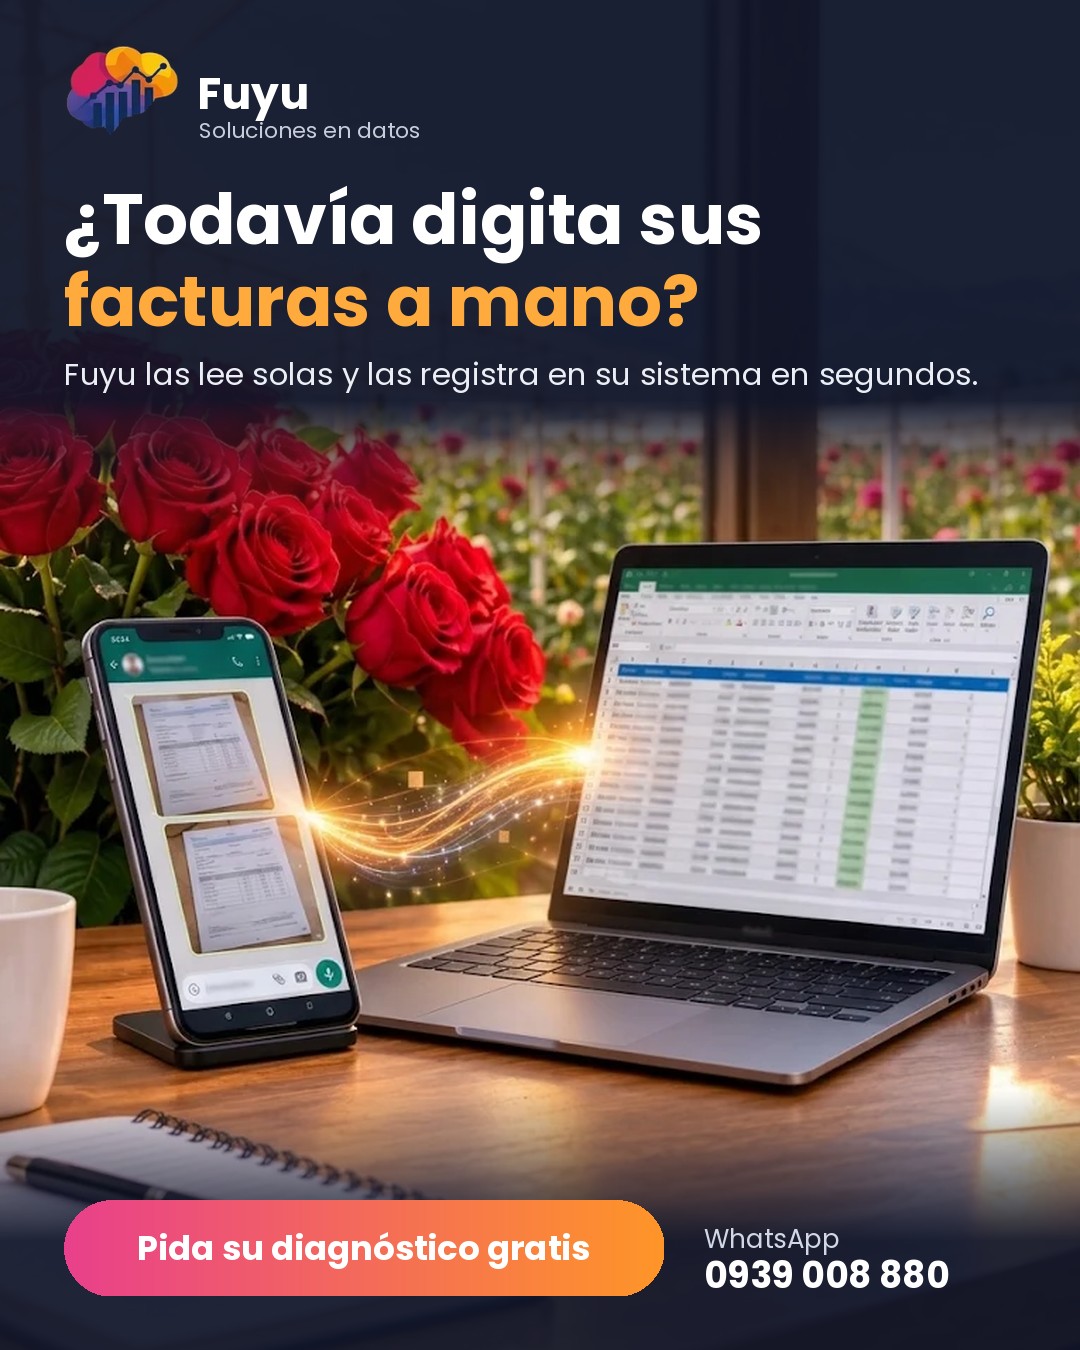 Fuyu
Soluciones en datos
¿Todavía digita sus
facturas a mano?
Fuyu las lee solas y las registra en su sistema en segundos.
Pida su diagnóstico gratis
WhatsApp
0939 008 880